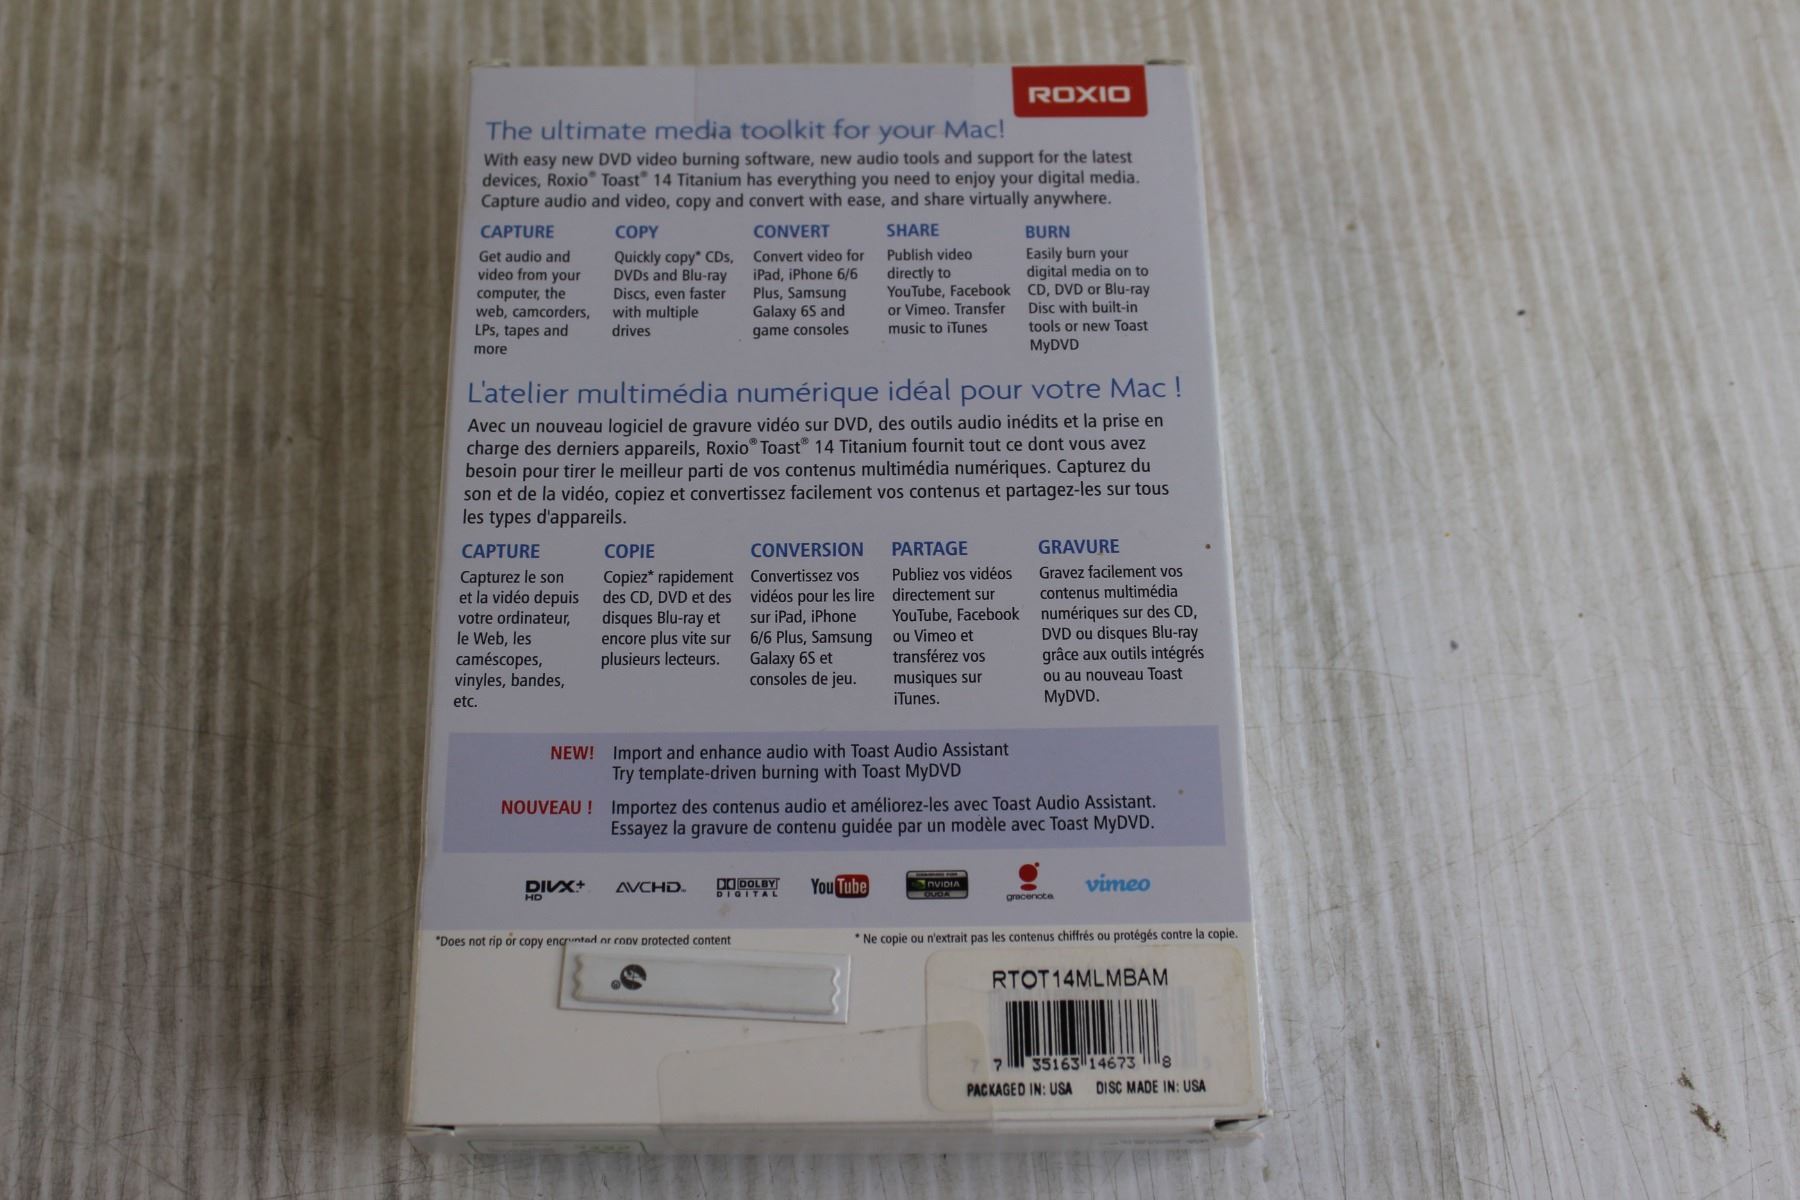 ROXIO
The ultimate media toolkit for your Mac!
With easy new DVD video burning software, new audio tools and support for the latest
devices, Roxio® Toast® 14 Titanium has everything you need to enjoy your digital media.
Capture audio and video, copy and convert with ease, and share virtually anywhere.
CAPTURE
Get audio and
video from your
computer, the
web, camcorders,
LPs, tapes and
more
COPY
Quickly copy* CDs,
DVDs and Blu-ray
Discs, even faster
with multiple
drives
CONVERT
Convert video for
iPad, iPhone 6/6
Plus, Samsung
Galaxy 6S and
game consoles
SHARE
Publish video
directly to
YouTube, Facebook
or Vimeo. Transfer
music to iTunes
BURN
Easily burn your
digital media on to
CD, DVD or Blu-ray
Disc with built-in
tools or new Toast
MyDVD
L'atelier multimédia numérique idéal pour votre Mac !
Avec un nouveau logiciel de gravure vidéo sur DVD, des outils audio inédits et la prise en
charge des derniers appareils, Roxio® Toast® 14 Titanium fournit tout ce dont vous avez
besoin pour tirer le meilleur parti de vos contenus multimédia numériques. Capturez du
son et de la vidéo, copiez et convertissez facilement vos contenus et partagez-les sur tous
les types d'appareils.
CAPTURE
Capturez le son
et la vidéo depuis
votre ordinateur,
le Web, les
caméscopes,
vinyles, bandes,
etc.
COPIE
Copiez* rapidement
des CD, DVD et des
disques Blu-ray et
encore plus vite sur
plusieurs lecteurs.
CONVERSION
Convertissez vos
vidéos pour les lire
sur iPad, iPhone
6/6 Plus, Samsung
Galaxy 6S et
consoles de jeu.
PARTAGE
Publiez vos vidéos
directement sur
YouTube, Facebook
ou Vimeo et
transférez vos
musiques sur
iTunes.
GRAVURE
Gravez facilement vos
contenus multimédia
numériques sur des CD,
DVD ou disques Blu-ray
grâce aux outils intégrés
ou au nouveau Toast
MyDVD.
NEW! Import and enhance audio with Toast Audio Assistant
Try template-driven burning with Toast MyDVD
NOUVEAU ! Importez des contenus audio et améliorez-les avec Toast Audio Assistant.
Essayez la gravure de contenu guidée par un modèle avec Toast MyDVD.
DIVX+
HD
AVCHD™
DOLBY
DIGITAL
YouTube
NVIDIA
CUDA
gracenote
vimeo
*Does not rip or copy encrypted or copy protected content
* Ne copie ou n'extrait pas les contenus chiffrés ou protégés contre la copie.
RTOT14MLMBAM
7 35163 14673 8
PACKAGED IN: USA DISC MADE IN: USA